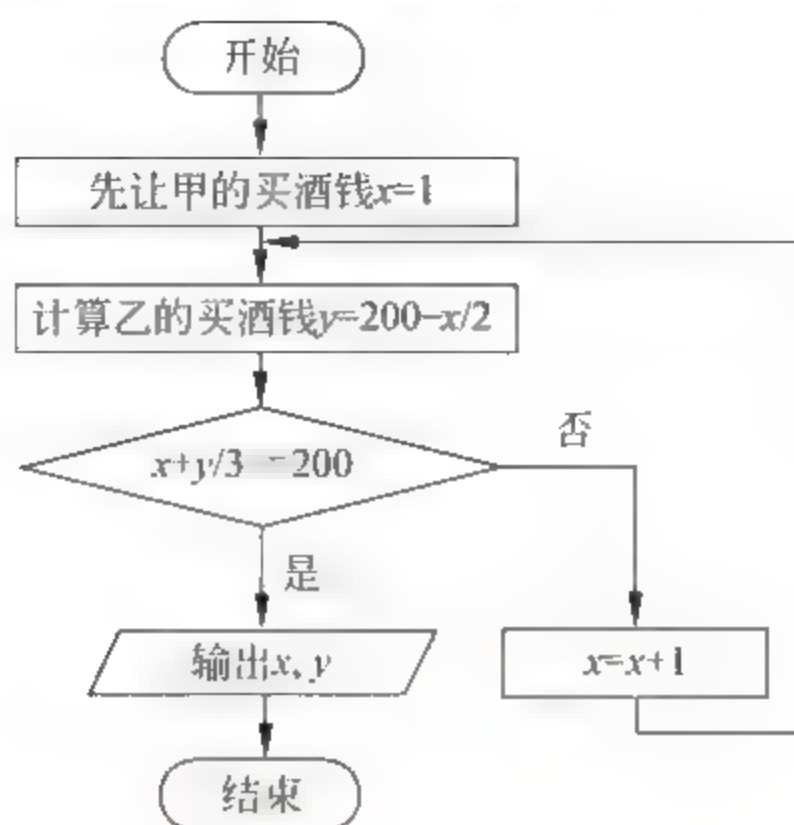 开始
先让甲的买酒钱x=1
计算乙的买酒钱y=200-x/2
x+y/3 =200
否
是
输出x、y
x=x+1
结束